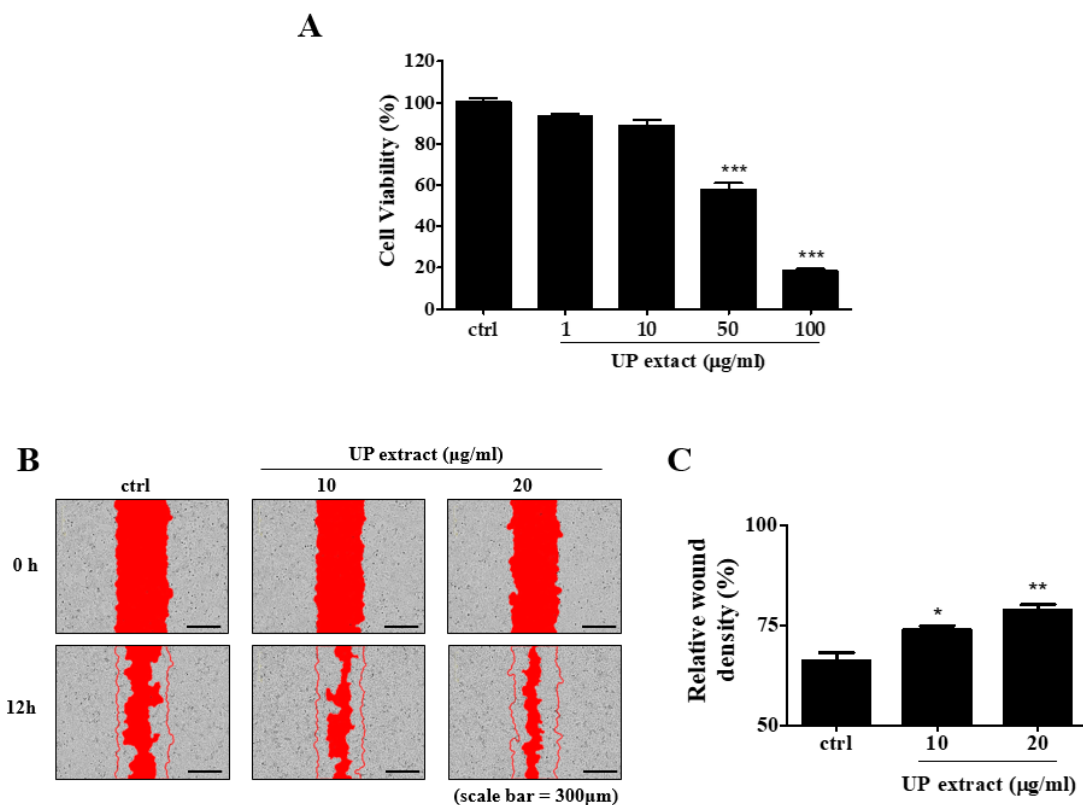 A
120
100
80
60
40
20
0
Cell Viability (%)
***
***
ctrl 1 10 50 100
UP extact (µg/ml)
B
UP extract (µg/ml)
ctrl 10 20
0 h
12h
(scale bar = 300µm)
C
100
75
50
Relative wound
density (%)
*
**
ctrl 10 20
UP extract (µg/ml)